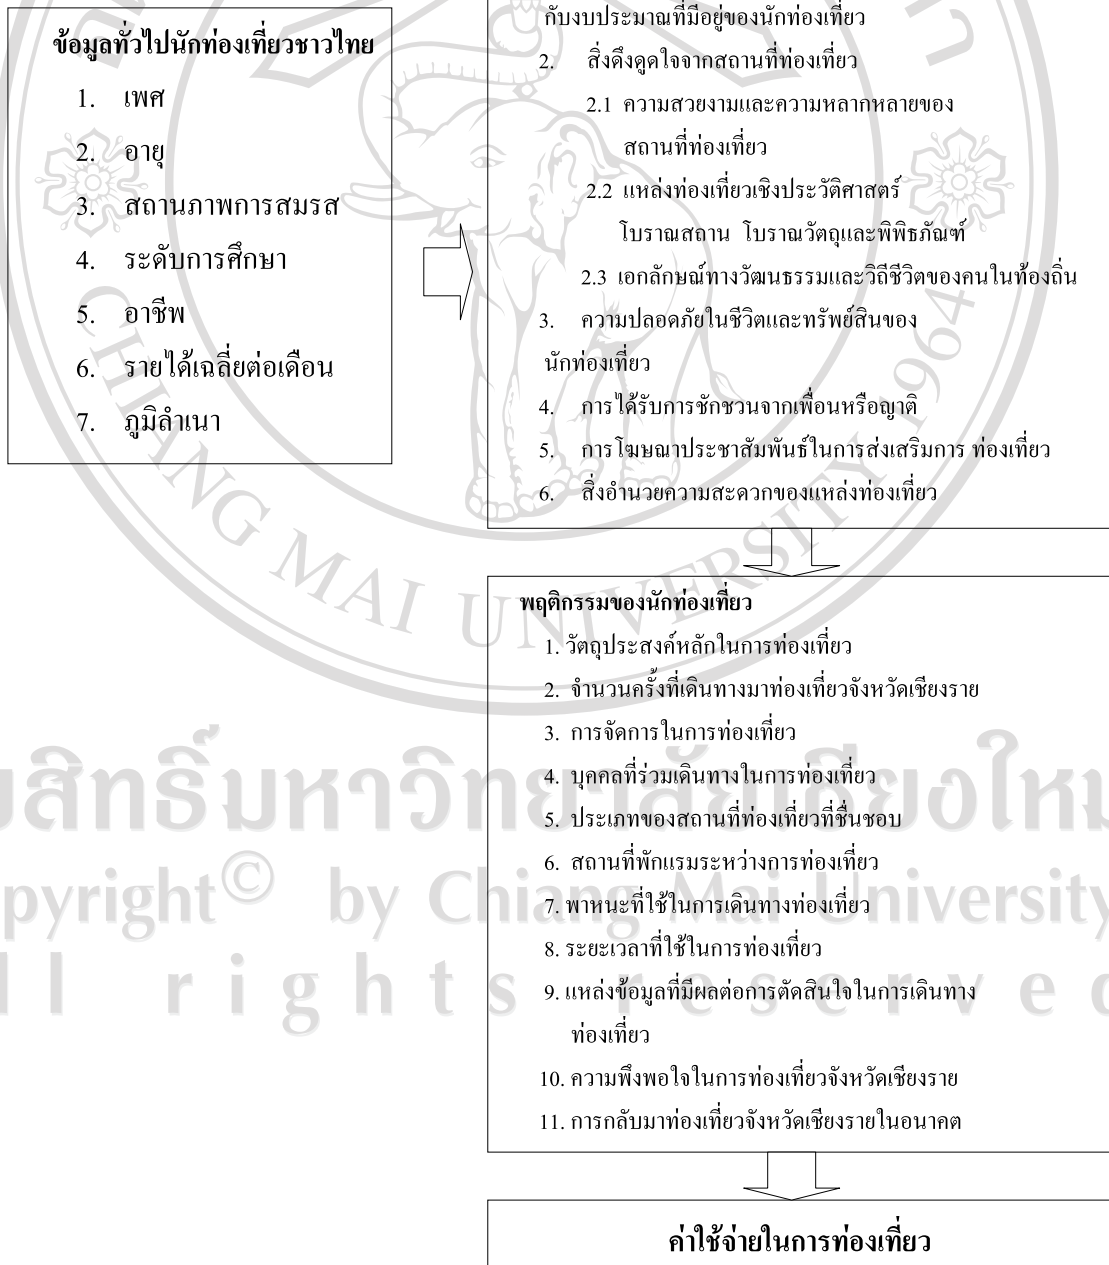 ข้อมูลทั่วไปนักท่องเที่ยวชาวไทย
1. เพศ
2. อายุ
3. สถานภาพการสมรส
4. ระดับการศึกษา
5. อาชีพ
6. รายได้เฉลี่ยต่อเดือน
7. ภูมิลำเนา
กับงบประมาณที่มีอยู่ของนักท่องเที่ยว
2. สิ่งดึงดูดใจจากสถานที่ท่องเที่ยว
2.1 ความสวยงามและความหลากหลายของ
สถานที่ท่องเที่ยว
2.2 แหล่งท่องเที่ยวเชิงประวัติศาสตร์
โบราณสถาน โบราณวัตถุและพิพิธภัณฑ์
2.3 เอกลักษณ์ทางวัฒนธรรมและวิถีชีวิตของคนในท้องถิ่น
3. ความปลอดภัยในชีวิตและทรัพย์สินของ
นักท่องเที่ยว
4. การได้รับการชักชวนจากเพื่อนหรือญาติ
5. การโฆษณาประชาสัมพันธ์ในการส่งเสริมการ ท่องเที่ยว
6. สิ่งอำนวยความสะดวกของแหล่งท่องเที่ยว
พฤติกรรมของนักท่องเที่ยว
1. วัตถุประสงค์หลักในการท่องเที่ยว
2. จำนวนครั้งที่เดินทางมาท่องเที่ยวจังหวัดเชียงราย
3. การจัดการในการท่องเที่ยว
4. บุคคลที่ร่วมเดินทางในการท่องเที่ยว
5. ประเภทของสถานที่ท่องเที่ยวที่ชื่นชอบ
6. สถานที่พักแรมระหว่างการท่องเที่ยว
7. พาหนะที่ใช้ในการเดินทางท่องเที่ยว
8. ระยะเวลาที่ใช้ในการท่องเที่ยว
9. แหล่งข้อมูลที่มีผลต่อการตัดสินใจในการเดินทาง
ท่องเที่ยว
10. ความพึงพอใจในการท่องเที่ยวจังหวัดเชียงราย
11. การกลับมาท่องเที่ยวจังหวัดเชียงรายในอนาคต
ค่าใช้จ่ายในการท่องเที่ยว
CHIANG MAI UNIVERSITY 1964
by Chiang Mai University
rights reserved